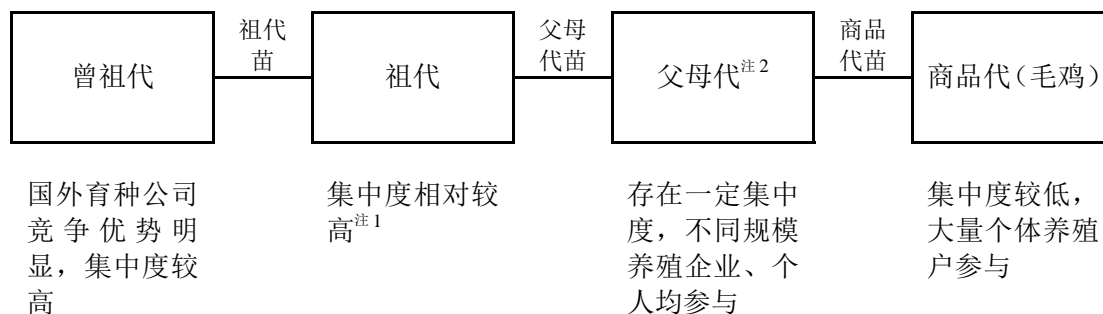 祖代
苗
父母
代苗
商品
代苗
曾祖代
祖代
父母代注2
商品代（毛鸡）
国外育种公司
竞争优势明
显，集中度较
高
集中度相对较
高注1
存在一定集中
度，不同规模
养殖企业、个
人均参与
集中度较低，
大量个体养殖
户参与